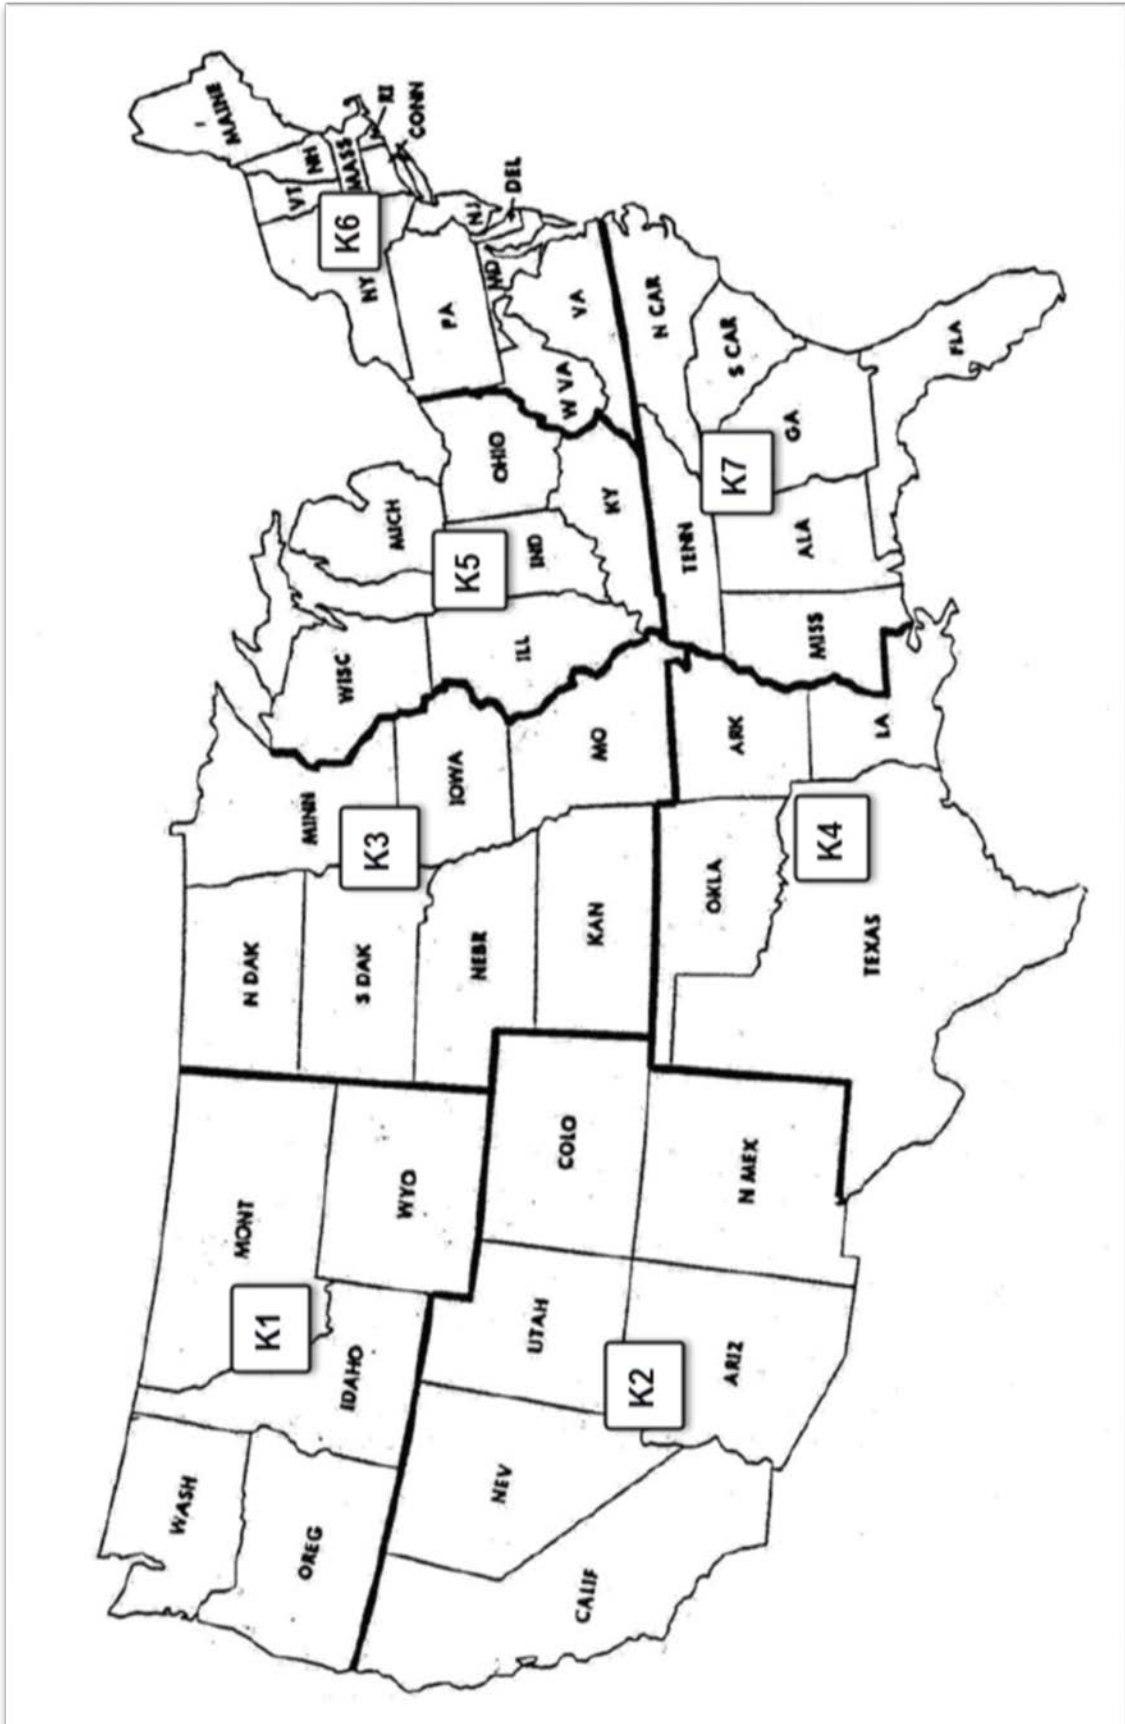 WASH
OREG
CALIF
NEV
IDAHO
K1
MONT
WYO
UTAH
K2
ARIZ
COLO
N MEX
N DAK
S DAK
NEBR
KAN
K3
MINN
IOWA
MO
OKLA
K4
TEXAS
ARK
LA
WISC
ILL
MICH
K5
IND
OHIO
KY
TENN
K7
MISS
ALA
GA
FLA
S CAR
N CAR
VA
W VA
PA
MD
DEL
NJ
NY
K6
VT
NH
MASS
MAINE
RI
CONN